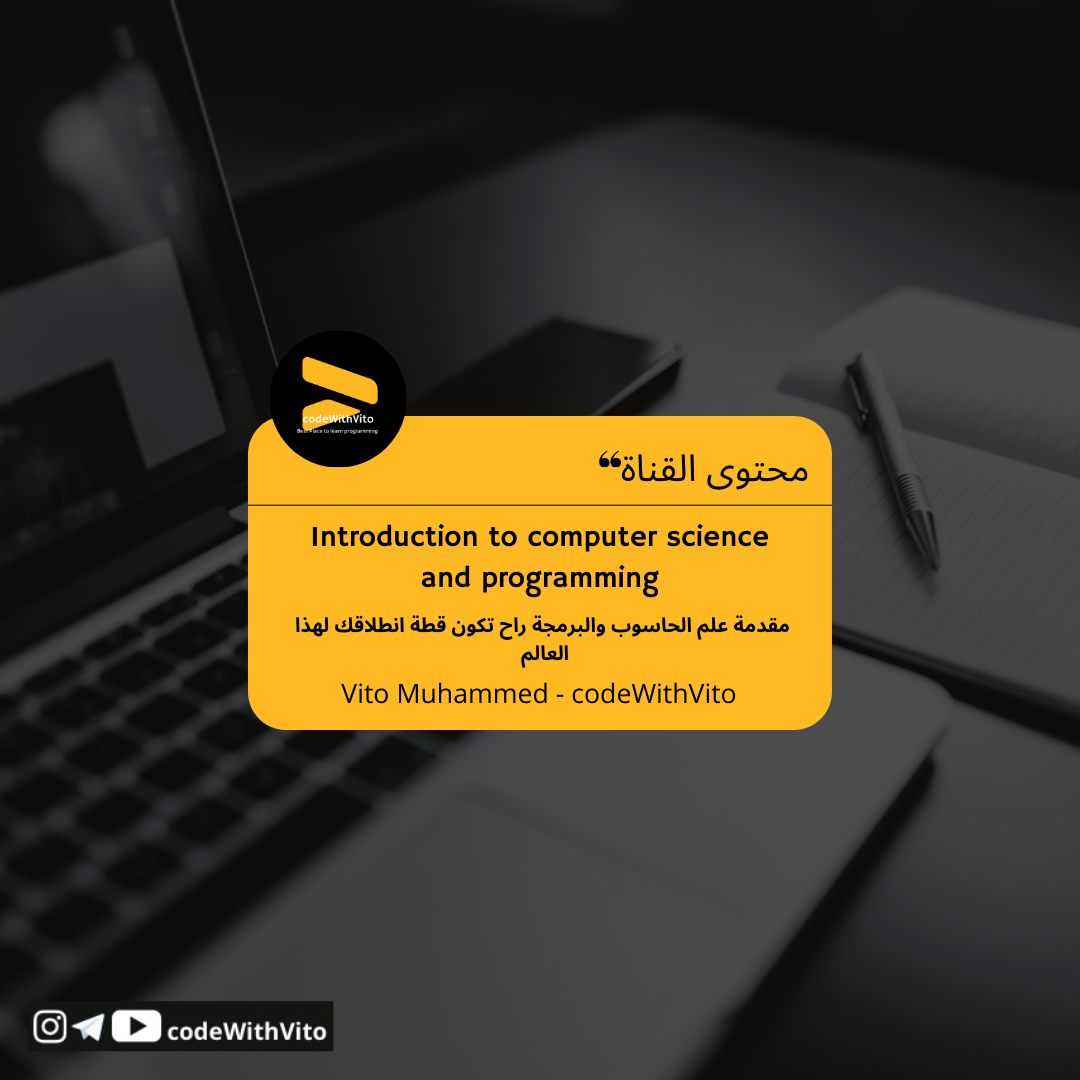 codeWithVito
Best Place to learn programming
محتوى القناة❝
Introduction to computer science
and programming
مقدمة علم الحاسوب والبرمجة راح تكون قطة انطلاقك لهذا
العالم
Vito Muhammed - codeWithVito
codeWithVito